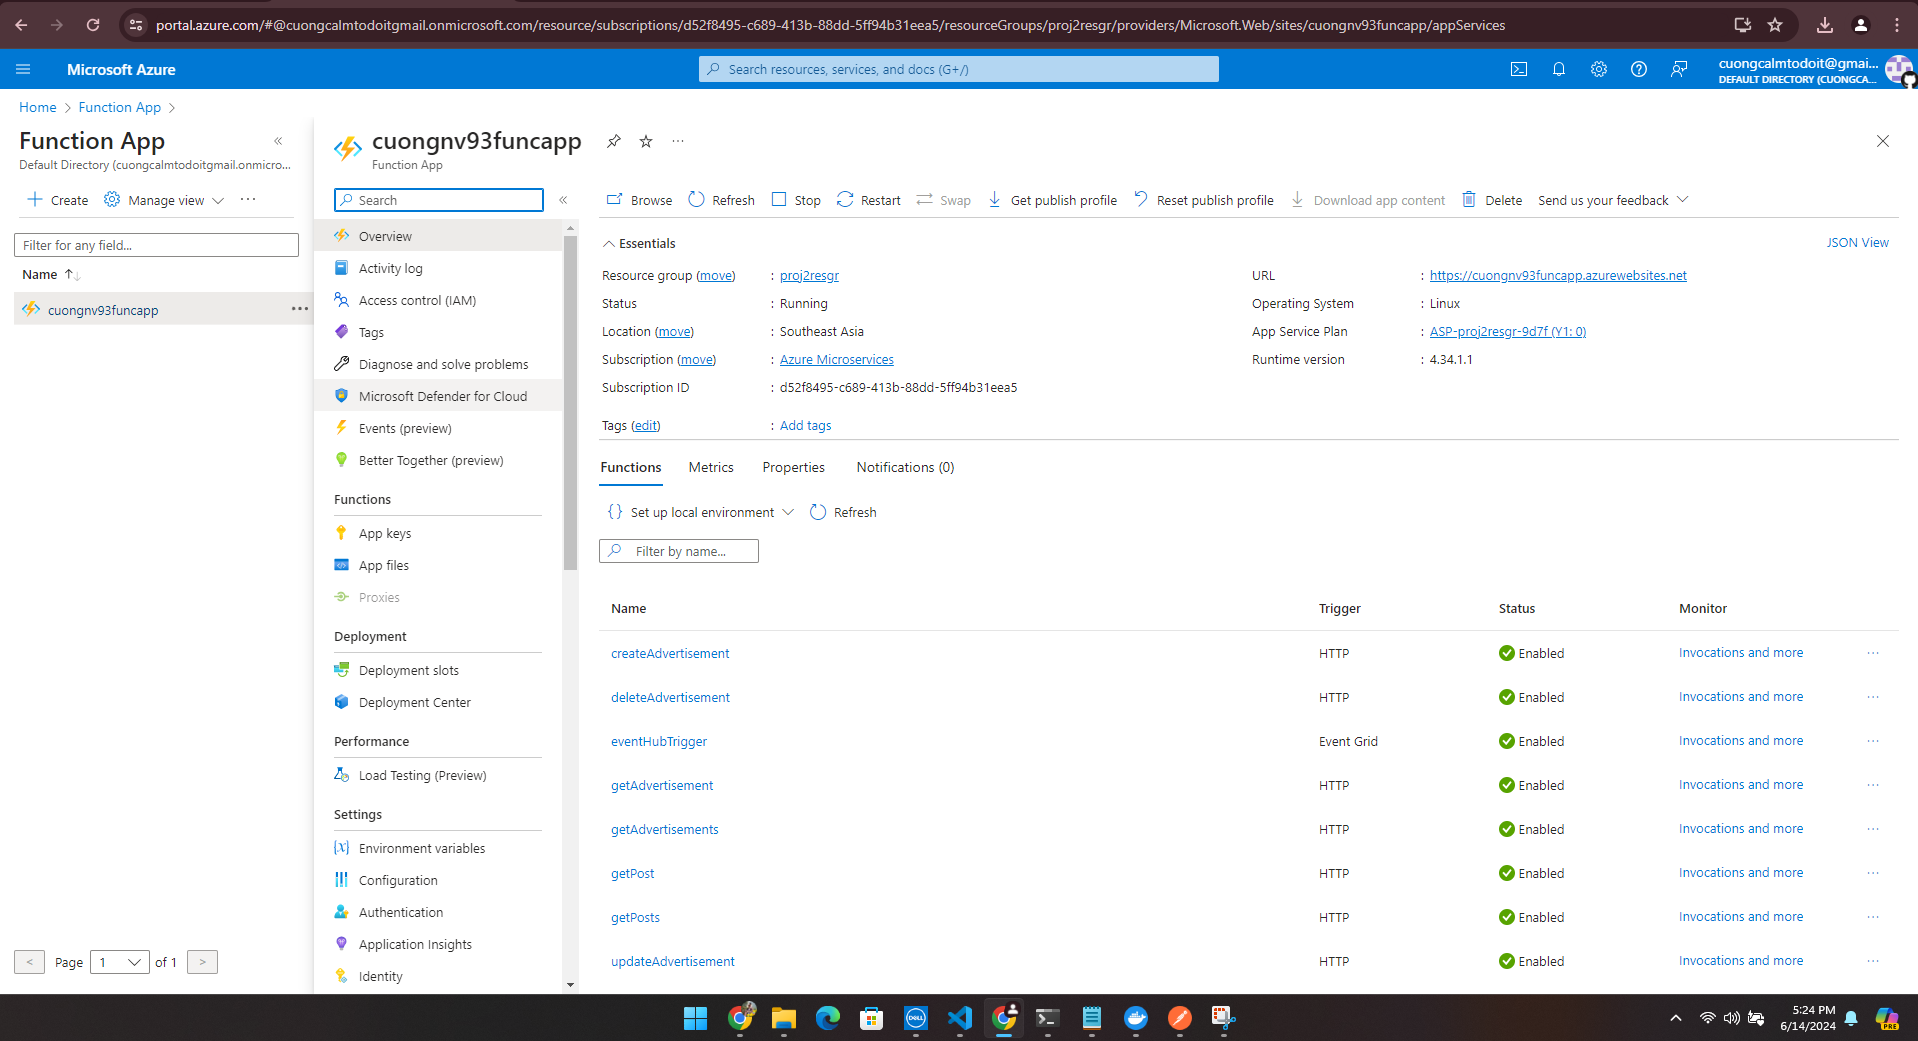 portal.azure.com/#@cuongcalmtodoitgmail.onmicrosoft.com/resource/subscriptions/d52f8495-c689-413b-88dd-5ff94b31eea5/resourceGroups/proj2resgr/providers/Microsoft.Web/sites/cuongnv93funcapp/appServices
Microsoft Azure
Search resources, services, and docs (G+/)
cuongcalmtodoit@gmai...
DEFAULT DIRECTORY (CUONGCA...
Home
Function App
Function App
Default Directory (cuongcalmtodoitgmail.onmicro...
Create
Manage view
Filter for any field...
Name
cuongnv93funcapp
< Page 1 of 1 >
cuongnv93funcapp
Function App
Search
Overview
Activity log
Access control (IAM)
Tags
Diagnose and solve problems
Microsoft Defender for Cloud
Events (preview)
Better Together (preview)
Functions
App keys
App files
Proxies
Deployment
Deployment slots
Deployment Center
Performance
Load Testing (Preview)
Settings
Environment variables
Configuration
Authentication
Application Insights
Identity
Browse Refresh Stop Restart Swap Get publish profile Reset publish profile Download app content Delete Send us your feedback
Essentials
JSON View
Resource group (move) : proj2resgr
Status : Running
Location (move) : Southeast Asia
Subscription (move) : Azure Microservices
Subscription ID : d52f8495-c689-413b-88dd-5ff94b31eea5
Tags (edit) : Add tags
URL : https://cuongnv93funcapp.azurewebsites.net
Operating System : Linux
App Service Plan : ASP-proj2resgr-9d7f (Y1: 0)
Runtime version : 4.34.1.1
Functions Metrics Properties Notifications (0)
Set up local environment Refresh
Filter by name...
Name Trigger Status Monitor
createAdvertisement HTTP Enabled Invocations and more
deleteAdvertisement HTTP Enabled Invocations and more
eventHubTrigger Event Grid Enabled Invocations and more
getAdvertisement HTTP Enabled Invocations and more
getAdvertisements HTTP Enabled Invocations and more
getPost HTTP Enabled Invocations and more
getPosts HTTP Enabled Invocations and more
updateAdvertisement HTTP Enabled Invocations and more
DELL
5:24 PM
6/14/2024
PRE